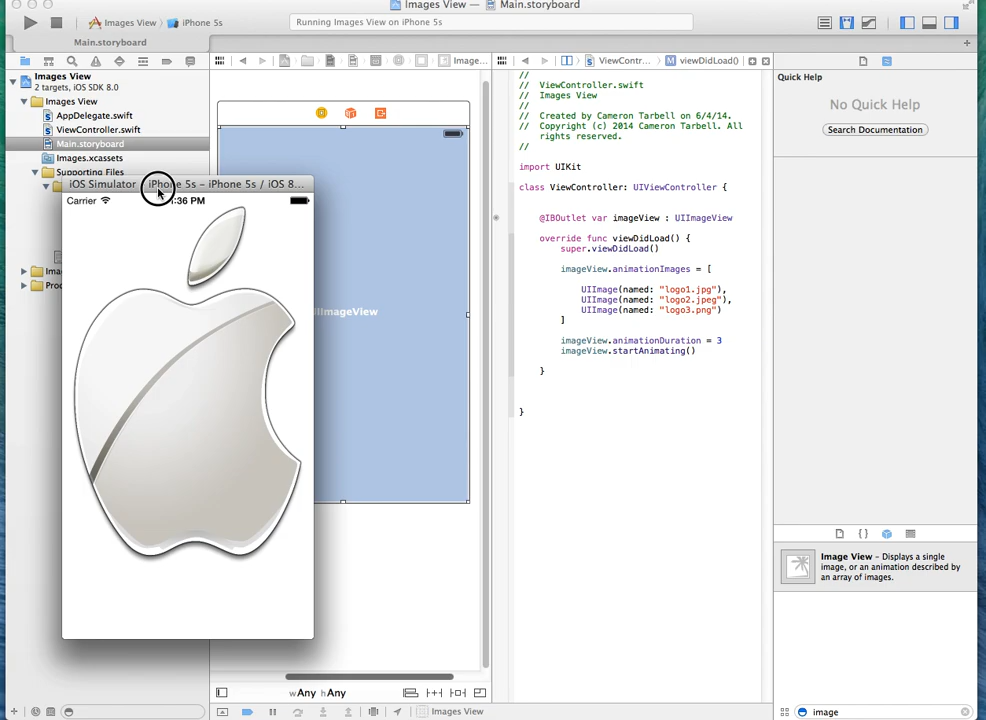 Images View — Main.storyboard
Images View › iPhone 5s
Running Images View on iPhone 5s
Main.storyboard
Images View
2 targets, iOS SDK 8.0
Images View
AppDelegate.swift
ViewController.swift
Main.storyboard
Images.xcassets
Supporting Files
Image...
ViewContr...
viewDidLoad()
iOS Simulator
iPhone 5s – iPhone 5s / iOS 8...
Carrier
:36 PM
//
//  ViewController.swift
//  Images View
//
//  Created by Cameron Tarbell on 6/4/14.
//  Copyright (c) 2014 Cameron Tarbell. All
rights reserved.
//
import UIKit
class ViewController: UIViewController {
@IBOutlet var imageView : UIImageView
override func viewDidLoad() {
super.viewDidLoad()
imageView.animationImages = [
UIImage(named: "logo1.jpg"),
UIImage(named: "logo2.jpeg"),
UIImage(named: "logo3.png")
]
imageView.animationDuration = 3
imageView.startAnimating()
}
}
Quick Help
No Quick Help
Search Documentation
Image View – Displays a single
image, or an animation described by
an array of images.
wAny hAny
Images View
image